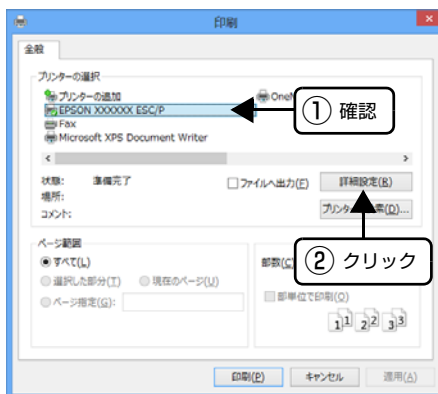 印刷
全般
プリンターの選択
プリンターの追加
EPSON XXXXXX ESC/P
Fax
Microsoft XPS Document Writer
① 確認
状態: 準備完了
場所:
コメント:
ファイルへ出力(F)
詳細設定(R)
② クリック
ページ範囲
すべて(L)
選択した部分(T)
現在のページ(U)
ページ指定(G):
部数(C)
部単位で印刷(O)
11 22 33
印刷(P)
キャンセル
適用(A)